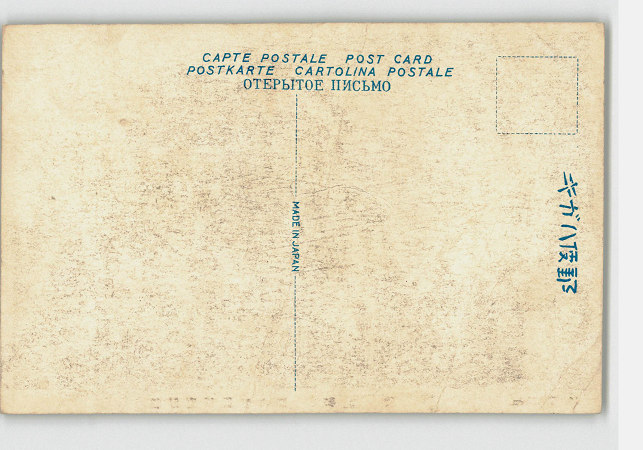 CAPTE POSTALE POST CARD
POSTKARTE CARTOLINA POSTALE
ОТЕРЫТОЕ ПИСЬМО
MADE IN JAPAN
郵便ハガキ